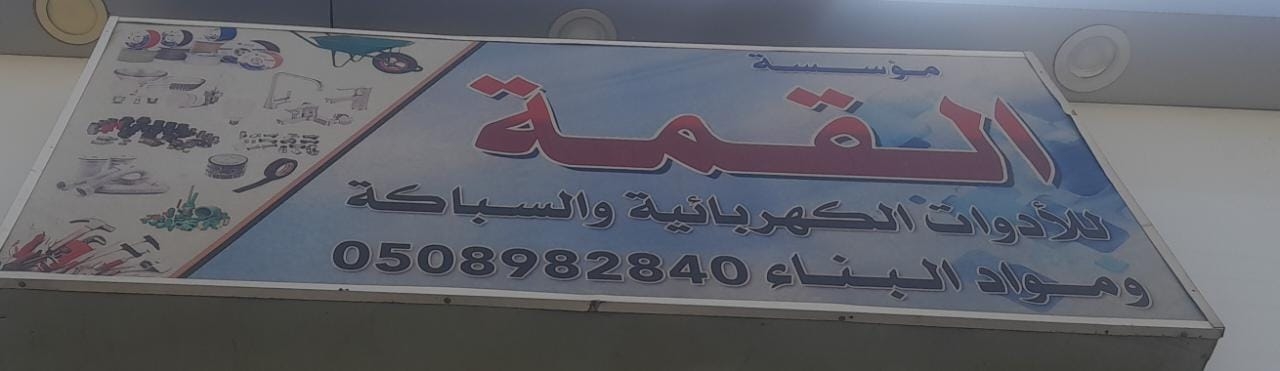 مؤسسة
القمة
للأدوات الكهربائية والسباكة
ومواد البناء 0508982840